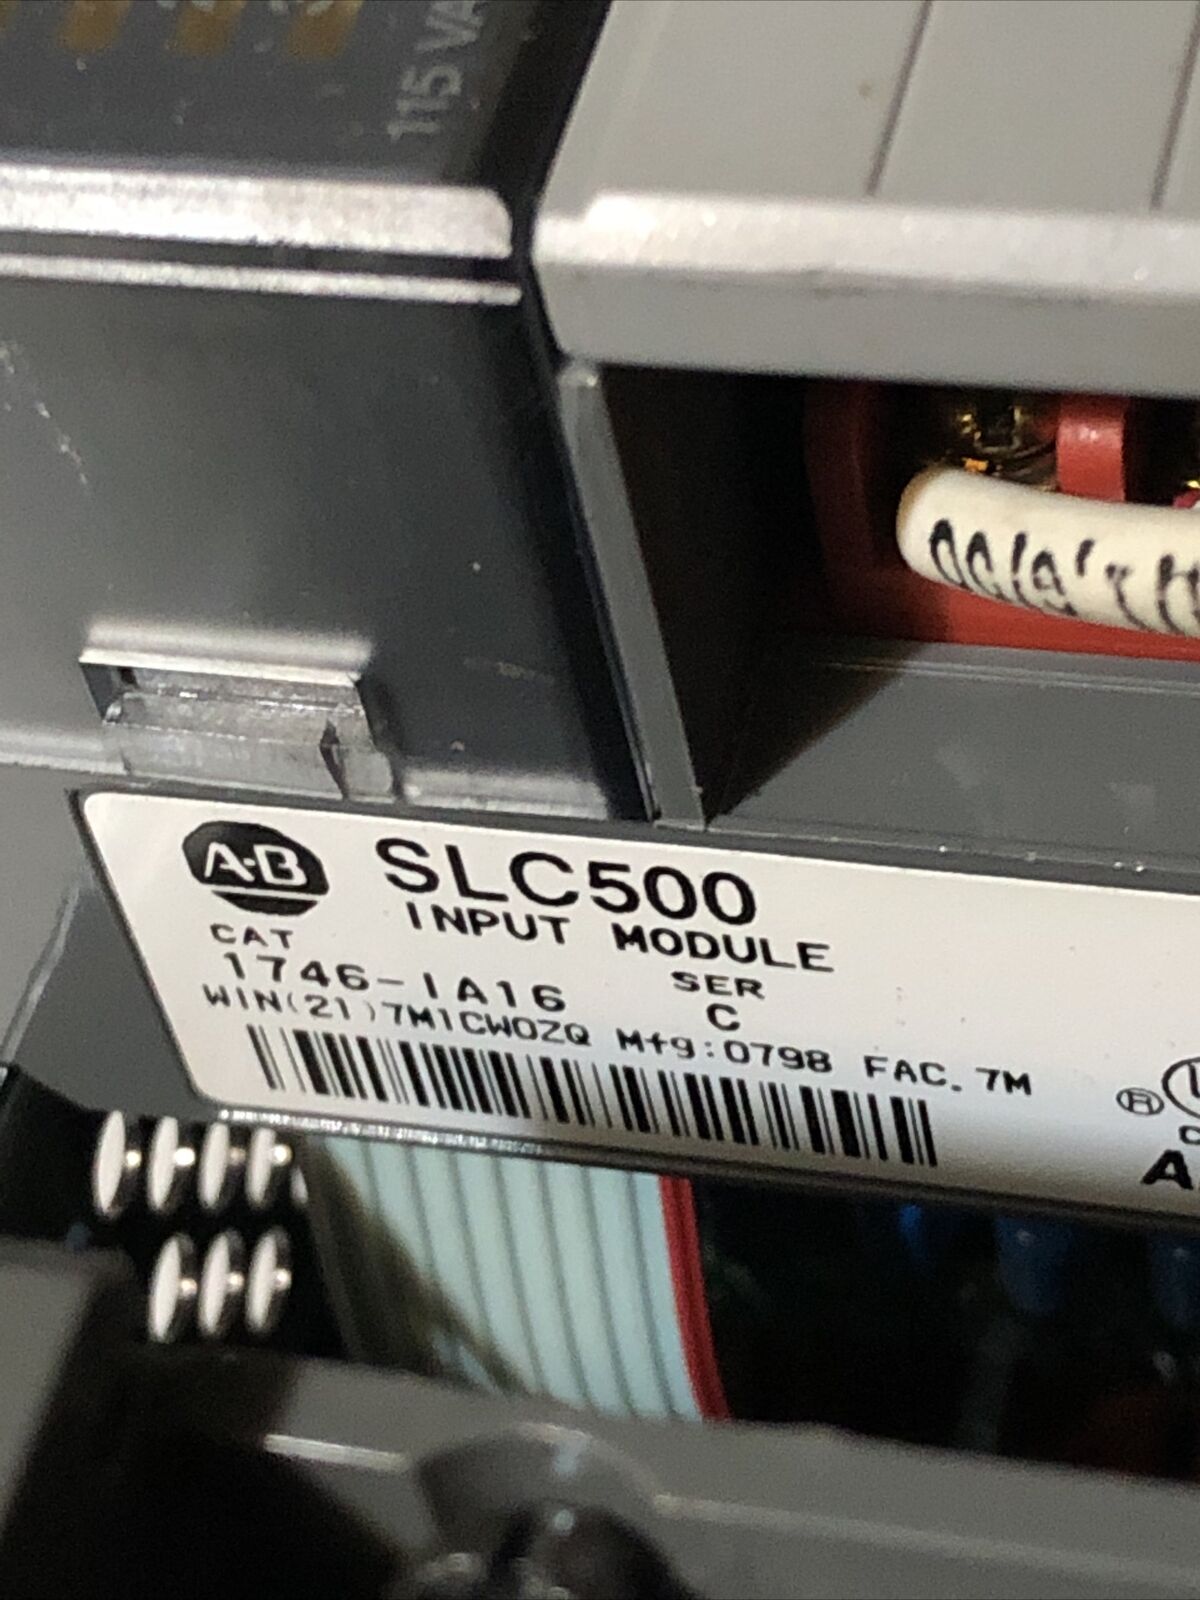 115 VA
A-B
SLC500
INPUT MODULE
CAT
SER
1746-IA16
C
WIN(21)7M1CW0ZQ Mfg:0798 FAC. 7M
®